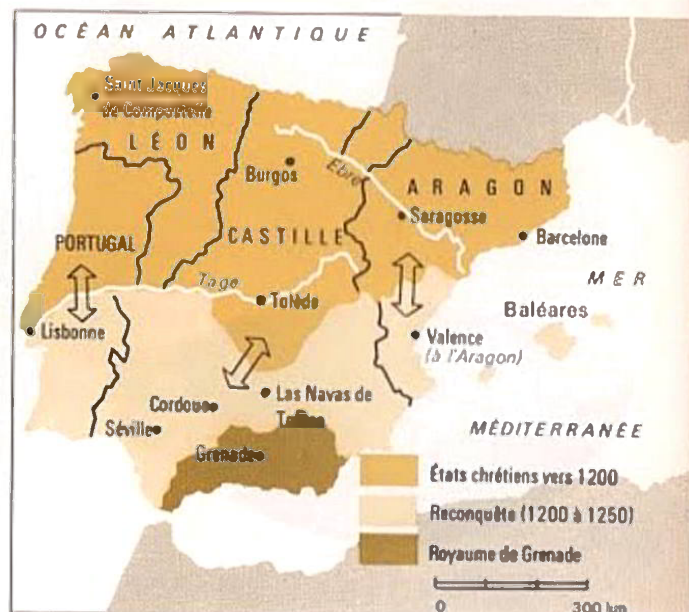 OCÉAN ATLANTIQUE
Saint Jacques
de Compostelle
LÉON
Burgos
Ebre
ARAGON
Saragosse
PORTUGAL
CASTILLE
Barcelone
Tage
MER
Tolède
Baléares
Lisbonne
Valence
(à l'Aragon)
Las Navas de
Cordoue
Séville
MÉDITERRANÉE
Grenade
États chrétiens vers 1200
Reconquête (1200 à 1250)
Royaume de Grenade
0 300 km